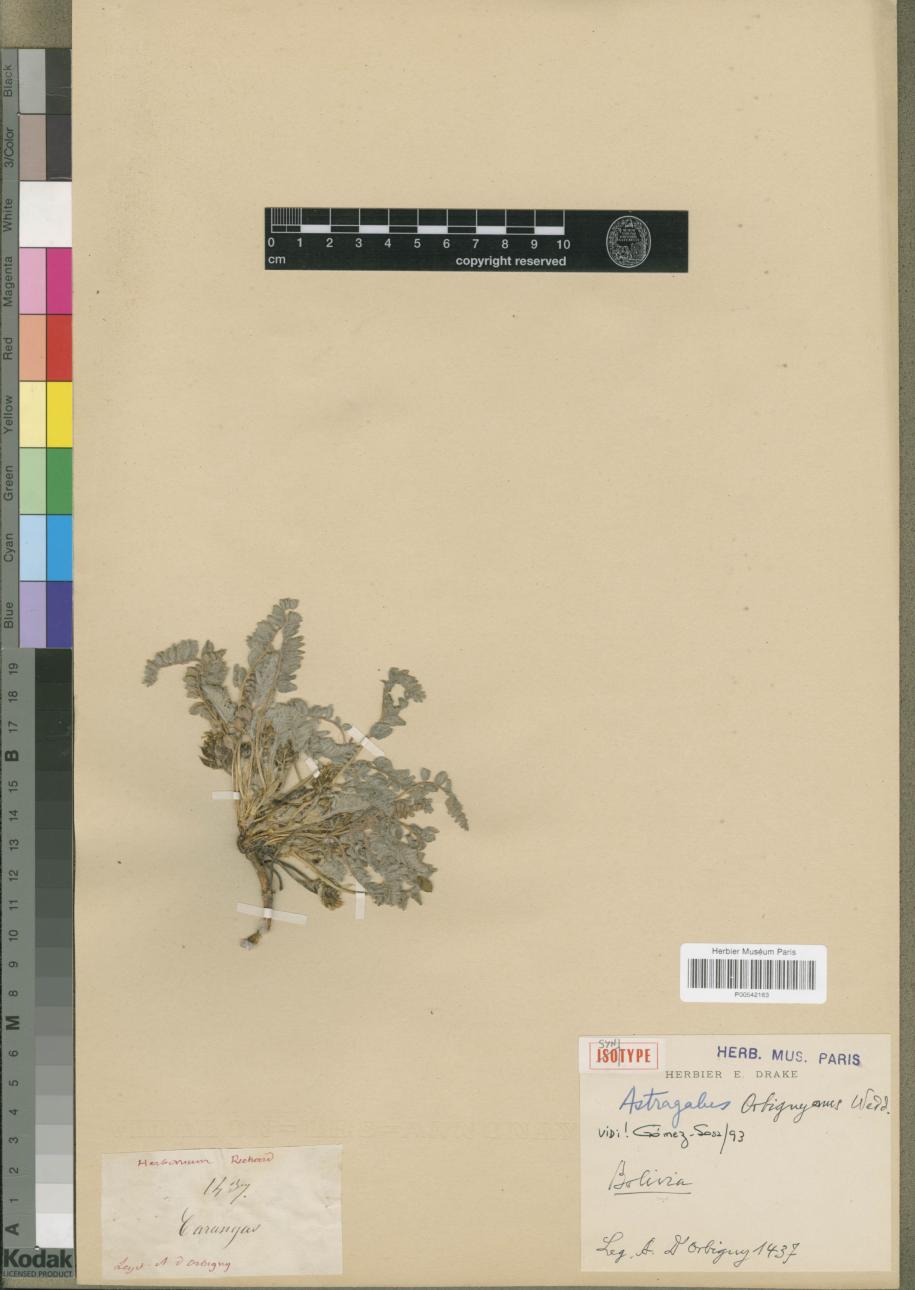 Black
3/Color
White
Magenta
Red
Yellow
Green
Cyan
Blue
19
18
17
B
15
14
13
12
11
10
9
8
M
6
5
4
3
2
1
A
Kodak
LICENSED PRODUCT
0 1 2 3 4 5 6 7 8 9 10
cm
copyright reserved
Herbier Muséum Paris
P00542163
SYN
ISOTYPE
HERB. MUS. PARIS
HERBIER E. DRAKE
Astragalus Orbignyanus Wedd.
vidi! Gómez-Sosa/93
Bolivia
Leg. A. D'Orbigny 1437
Herbarium Richard
1437
Carangas
Legit A d'Orbigny